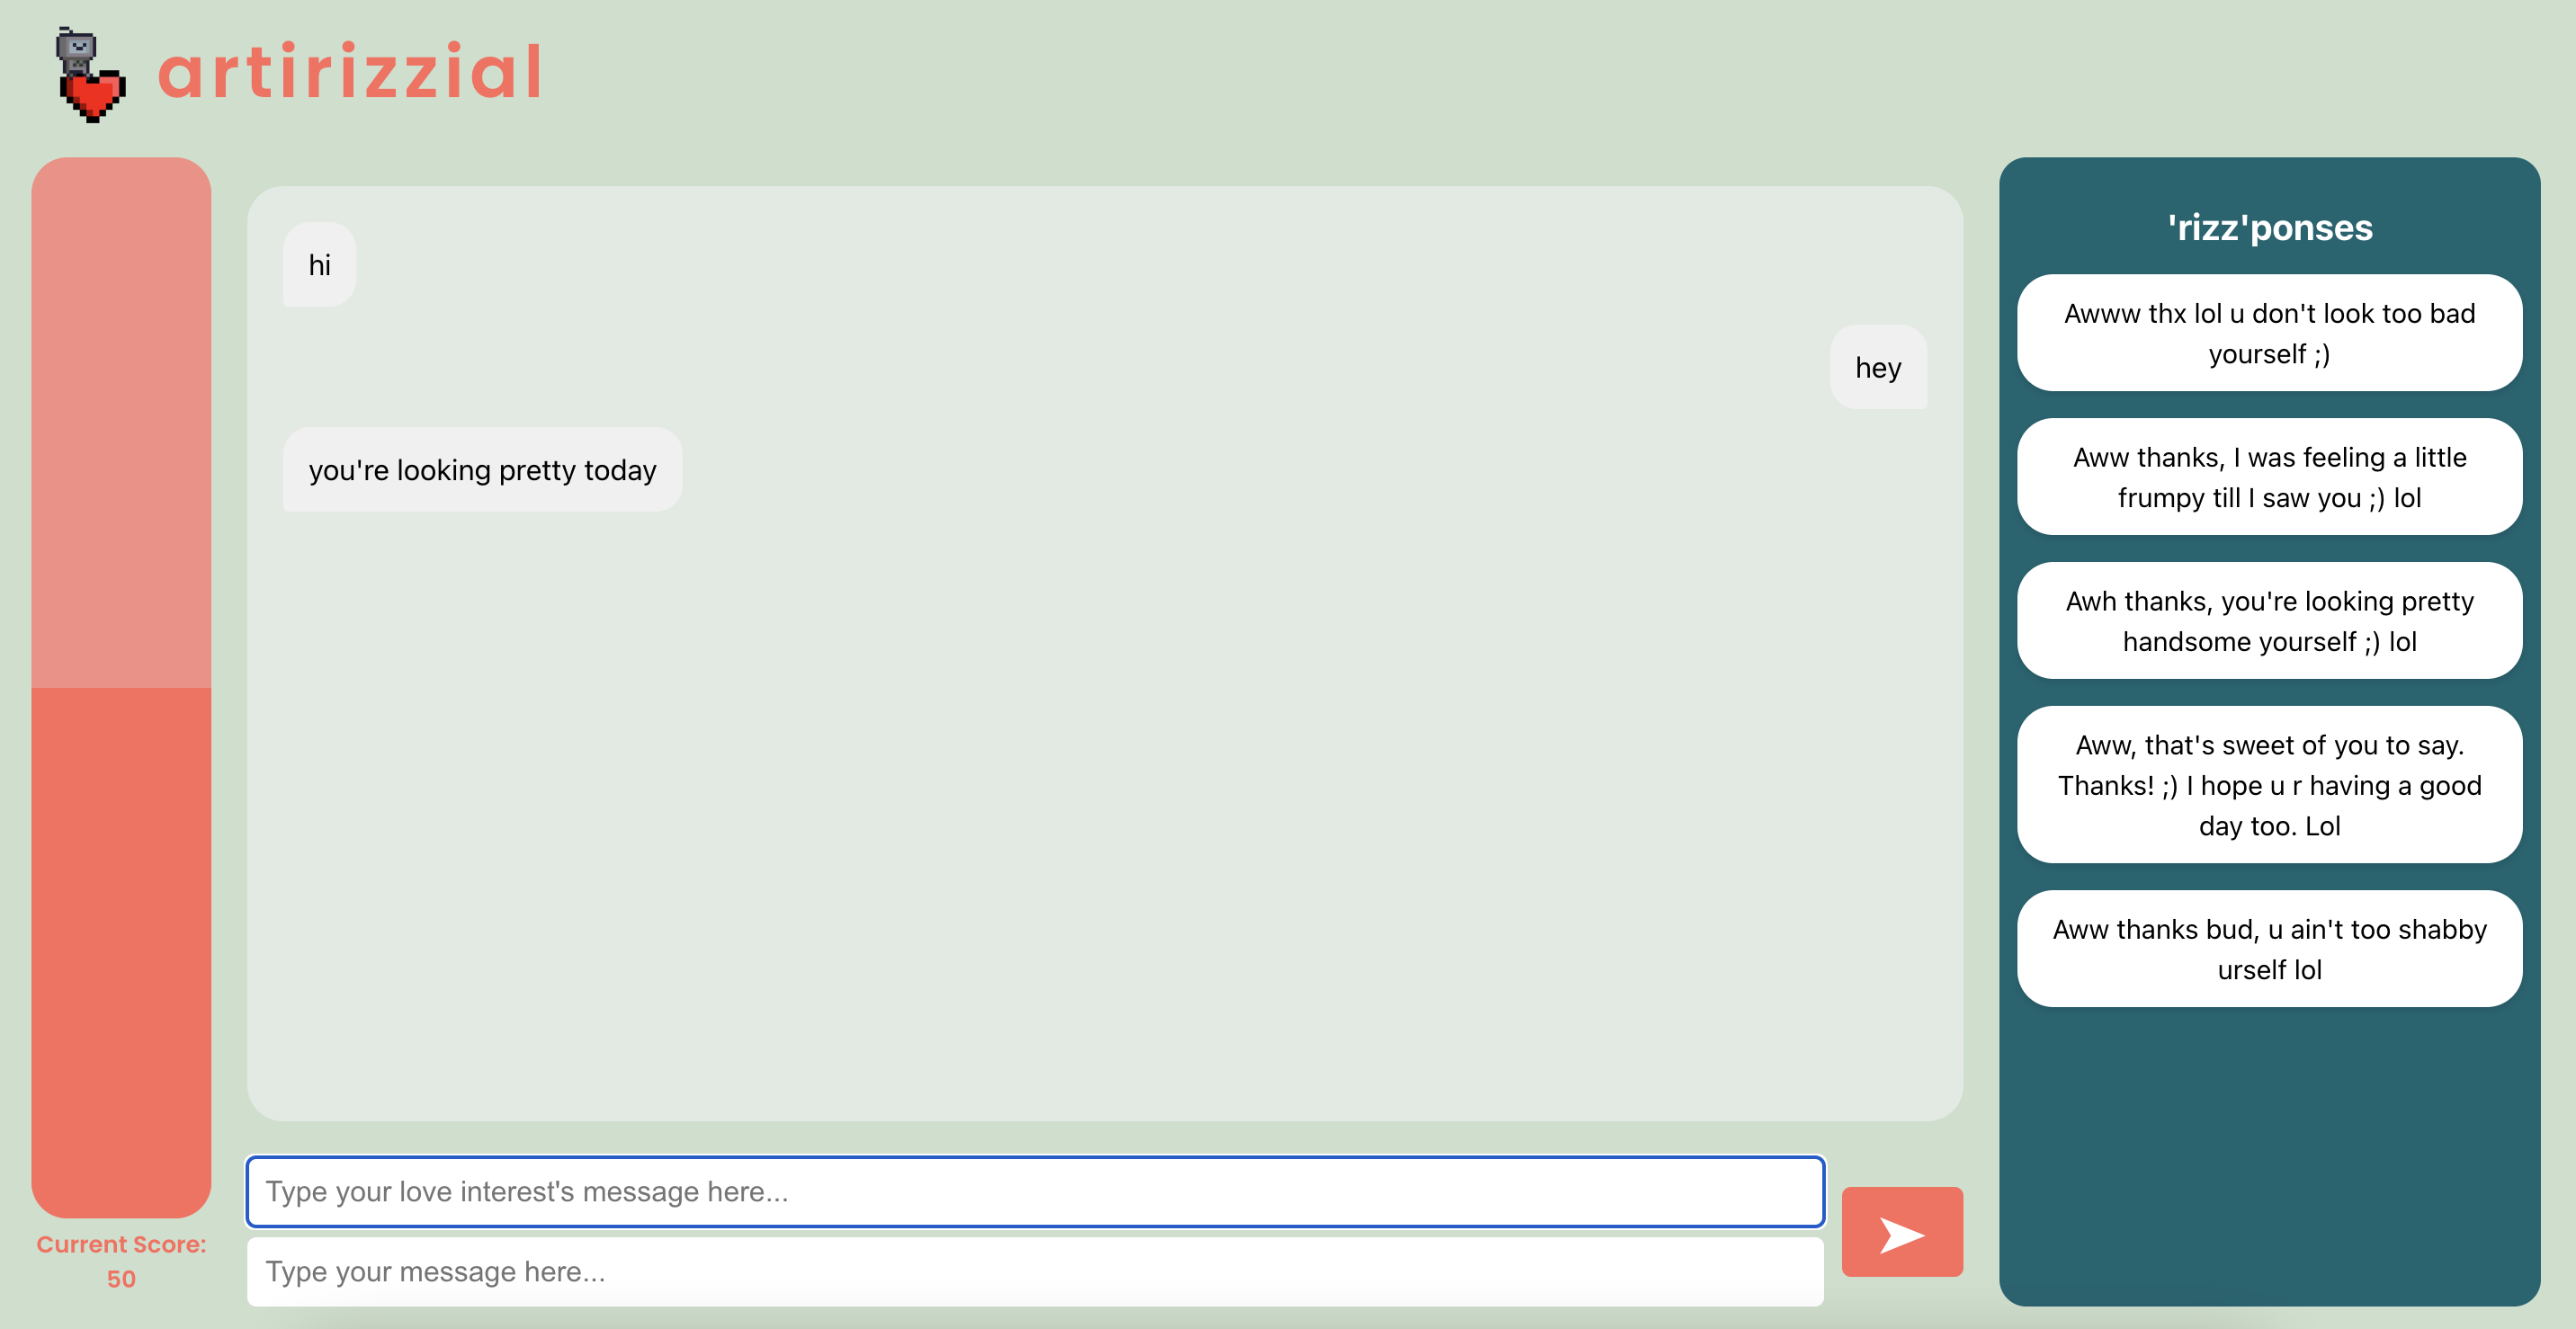 artirizzial
hi
hey
you're looking pretty today
Type your love interest's message here...
Type your message here...
Current Score:
50
'rizz'ponses
Awww thx lol u don't look too bad
yourself ;)
Aww thanks, I was feeling a little
frumpy till I saw you ;) lol
Awh thanks, you're looking pretty
handsome yourself ;) lol
Aww, that's sweet of you to say.
Thanks! ;) I hope u r having a good
day too. Lol
Aww thanks bud, u ain't too shabby
urself lol